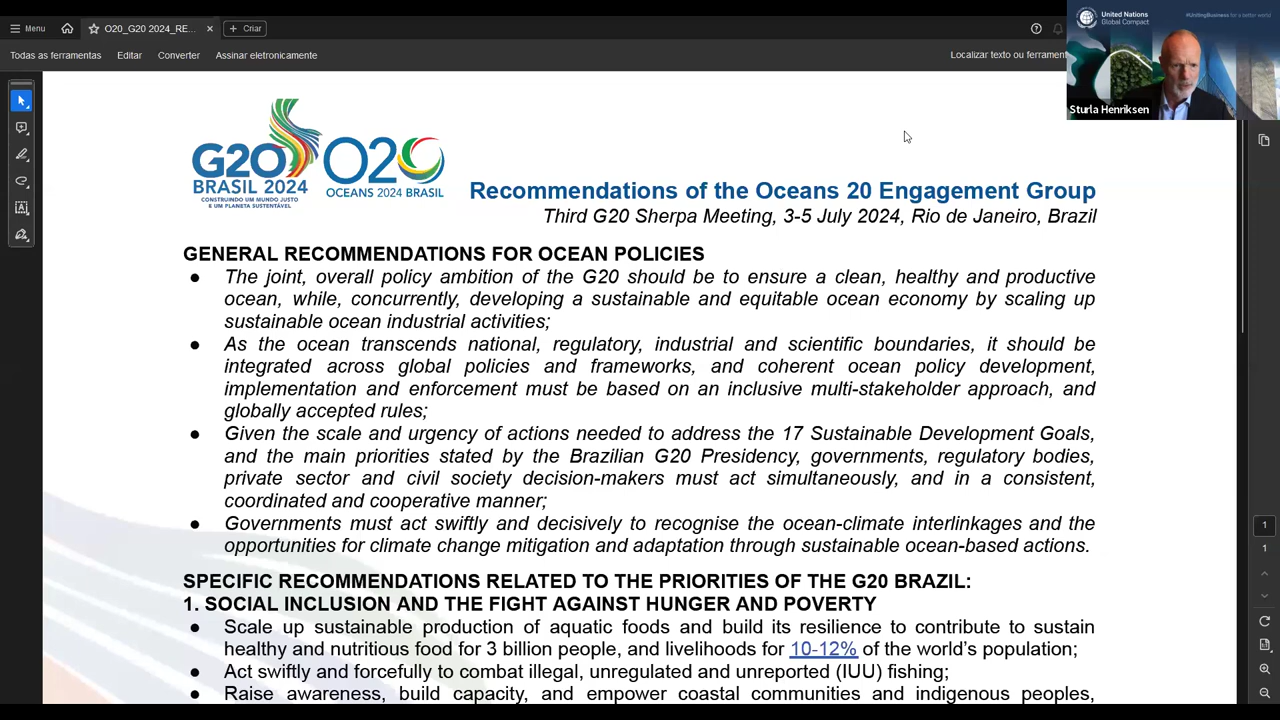 Menu
O20_G20 2024_RE...
Criar
Todas as ferramentas
Editar
Converter
Assinar eletronicamente
Localizar texto ou ferrament
United Nations
Global Compact
#UnitingBusiness for a better world
Sturla Henriksen
G20
BRASIL 2024
CONSTRUINDO UM MUNDO JUSTO
E UM PLANETA SUSTENTÁVEL
O20
OCEANS 2024 BRASIL
Recommendations of the Oceans 20 Engagement Group
Third G20 Sherpa Meeting, 3-5 July 2024, Rio de Janeiro, Brazil
GENERAL RECOMMENDATIONS FOR OCEAN POLICIES
● The joint, overall policy ambition of the G20 should be to ensure a clean, healthy and productive
ocean, while, concurrently, developing a sustainable and equitable ocean economy by scaling up
sustainable ocean industrial activities;
● As the ocean transcends national, regulatory, industrial and scientific boundaries, it should be
integrated across global policies and frameworks, and coherent ocean policy development,
implementation and enforcement must be based on an inclusive multi-stakeholder approach, and
globally accepted rules;
● Given the scale and urgency of actions needed to address the 17 Sustainable Development Goals,
and the main priorities stated by the Brazilian G20 Presidency, governments, regulatory bodies,
private sector and civil society decision-makers must act simultaneously, and in a consistent,
coordinated and cooperative manner;
● Governments must act swiftly and decisively to recognise the ocean-climate interlinkages and the
opportunities for climate change mitigation and adaptation through sustainable ocean-based actions.
SPECIFIC RECOMMENDATIONS RELATED TO THE PRIORITIES OF THE G20 BRAZIL:
1. SOCIAL INCLUSION AND THE FIGHT AGAINST HUNGER AND POVERTY
● Scale up sustainable production of aquatic foods and build its resilience to contribute to sustain
healthy and nutritious food for 3 billion people, and livelihoods for 10-12% of the world's population;
● Act swiftly and forcefully to combat illegal, unregulated and unreported (IUU) fishing;
● Raise awareness, build capacity, and empower coastal communities and indigenous peoples,
1
1